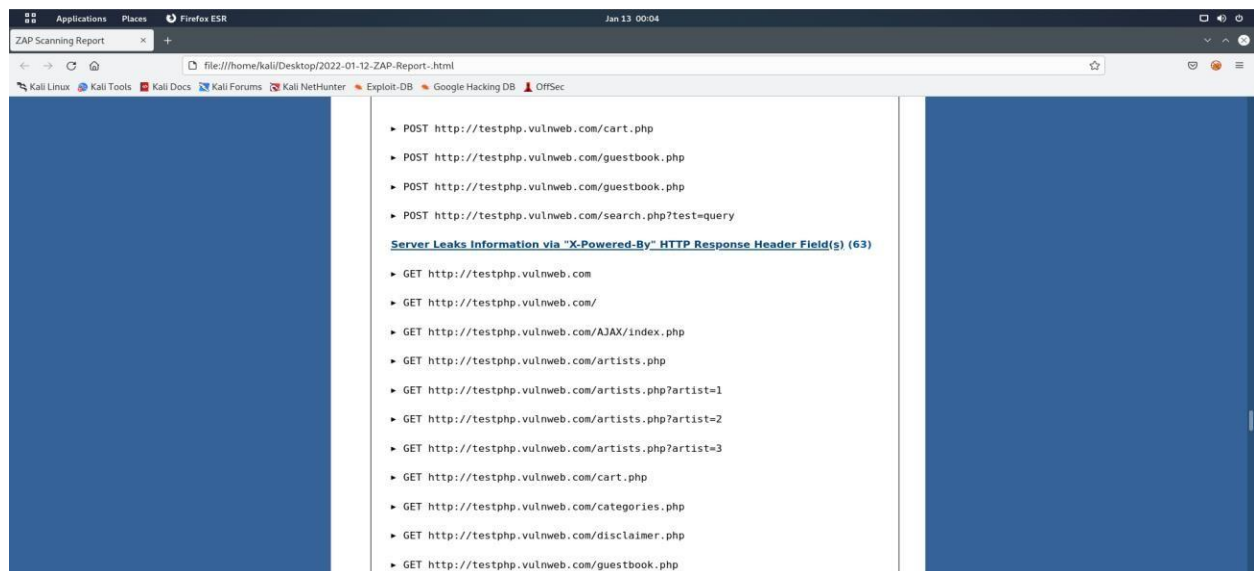 Applications Places Firefox ESR Jan 13 00:04
ZAP Scanning Report × +
file:///home/kali/Desktop/2022-01-12-ZAP-Report-.html
Kali Linux Kali Tools Kali Docs Kali Forums Kali NetHunter Exploit-DB Google Hacking DB OffSec
▸ POST http://testphp.vulnweb.com/cart.php
▸ POST http://testphp.vulnweb.com/guestbook.php
▸ POST http://testphp.vulnweb.com/guestbook.php
▸ POST http://testphp.vulnweb.com/search.php?test=query
Server Leaks Information via "X-Powered-By" HTTP Response Header Field(s) (63)
▸ GET http://testphp.vulnweb.com
▸ GET http://testphp.vulnweb.com/
▸ GET http://testphp.vulnweb.com/AJAX/index.php
▸ GET http://testphp.vulnweb.com/artists.php
▸ GET http://testphp.vulnweb.com/artists.php?artist=1
▸ GET http://testphp.vulnweb.com/artists.php?artist=2
▸ GET http://testphp.vulnweb.com/artists.php?artist=3
▸ GET http://testphp.vulnweb.com/cart.php
▸ GET http://testphp.vulnweb.com/categories.php
▸ GET http://testphp.vulnweb.com/disclaimer.php
▸ GET http://testphp.vulnweb.com/guestbook.php